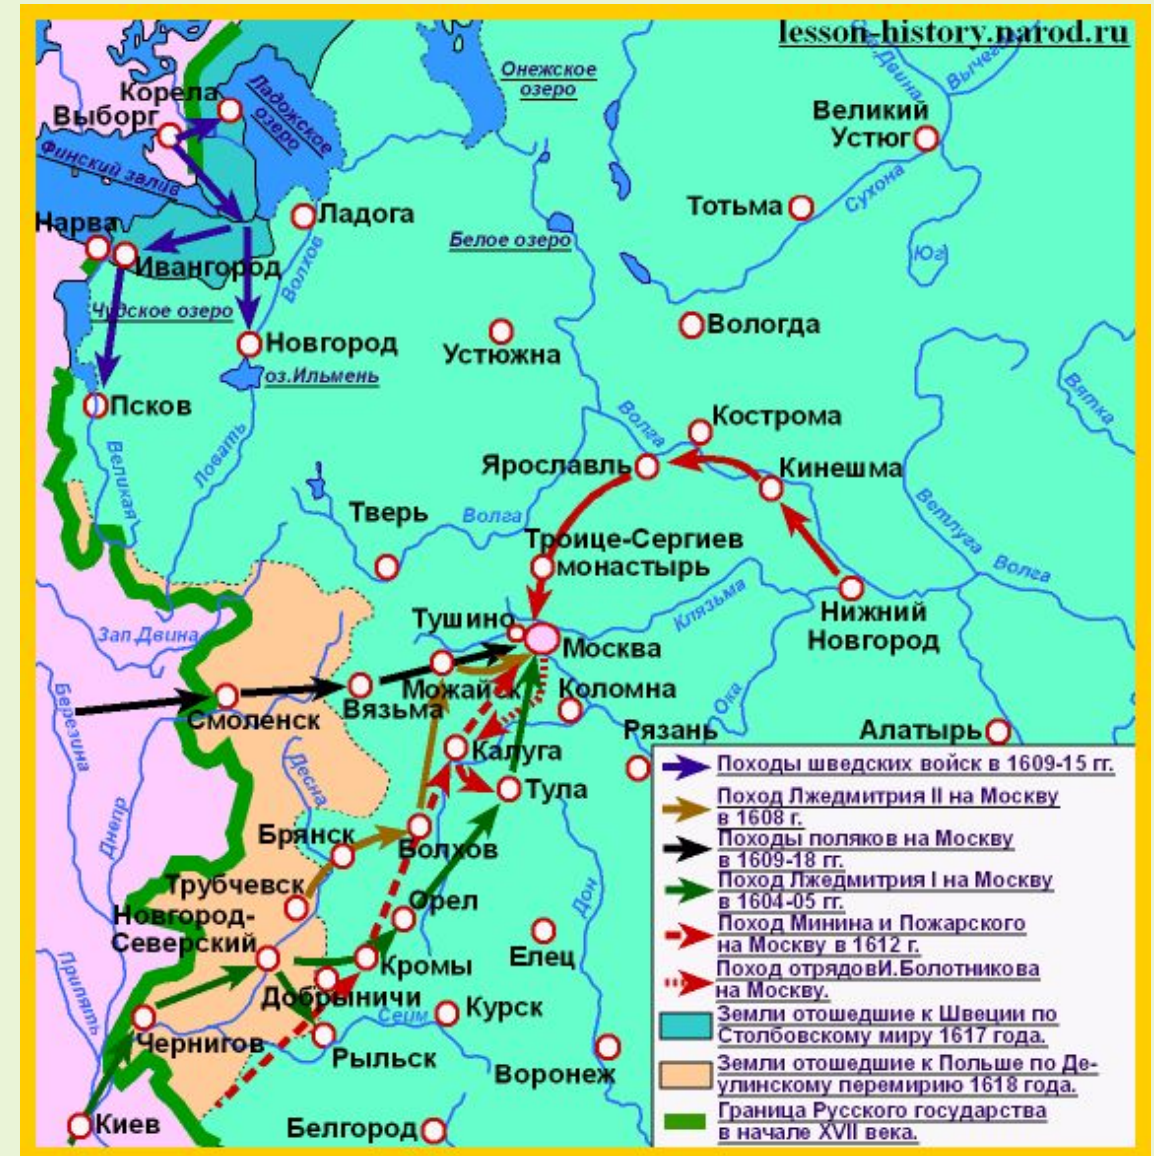 lesson-history.narod.ru
Онежское
озеро
Ладожское
озеро
Корела
Выборг
Финский залив
Великий
Устюг
Вычегда
Сухона
Тотьма
Юг
Ладога
Белое озеро
Нарва
Ивангород
Волхов
Чудское озеро
Новгород
оз.Ильмень
Устюжна
Вологда
Псков
Великая
Ловать
Волга
Кострома
Вятка
Ярославль
Кинешма
Ветлуга
Волга
Тверь
Волга
Троице-Сергиев
монастырь
Клязьма
Нижний
Новгород
Зап.Двина
Тушино
Москва
Можайск
Коломна
Березина
Смоленск
Вязьма
Ока
Рязань
Алатырь
Калуга
Тула
Десна
Днепр
Брянск
Болхов
Трубчевск
Новгород-
Северский
Орел
Дон
Елец
Кромы
Добрыничи
Припять
Сейм
Курск
Чернигов
Рыльск
Воронеж
Киев
Белгород
Походы шведских войск в 1609-15 гг.
Поход Лжедмитрия II на Москву
в 1608 г.
Походы поляков на Москву
в 1609-18 гг.
Поход Лжедмитрия I на Москву
в 1604-05 гг.
Поход Минина и Пожарского
на Москву в 1612 г.
Поход отрядовИ.Болотникова
на Москву.
Земли отошедшие к Швеции по
Столбовскому миру 1617 года.
Земли отошедшие к Польше по Де-
улинскому перемирию 1618 года.
Граница Русского государства
в начале XVII века.